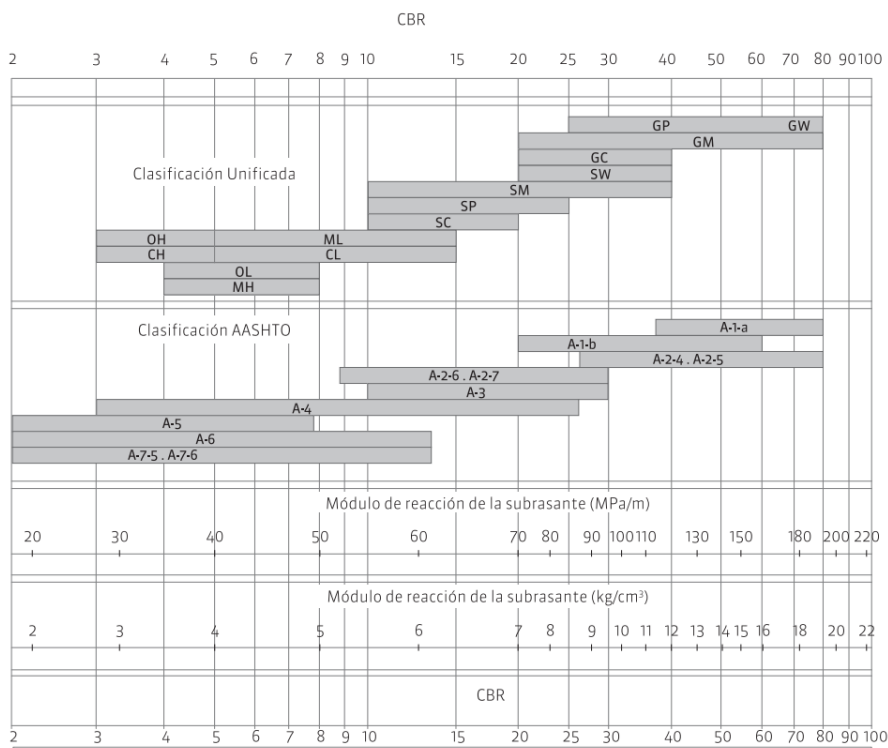 CBR
2 3 4 5 6 7 8 9 10 15 20 25 30 40 50 60 70 80 90 100
GP GW
GM
Clasificación Unificada
GC
SW
SM
SP
SC
OH ML
CH CL
OL
MH
Clasificación AASHTO
A-1-a
A-1-b
A-2-4 . A-2-5
A-2-6 . A-2-7
A-3
A-4
A-5
A-6
A-7-5 . A-7-6
Módulo de reacción de la subrasante (MPa/m)
20 30 40 50 60 70 80 90 100 110 130 150 180 200 220
Módulo de reacción de la subrasante (kg/cm³)
2 3 4 5 6 7 8 9 10 11 12 13 14 15 16 18 20 22
CBR
2 3 4 5 6 7 8 9 10 15 20 25 30 40 50 60 70 80 90 100